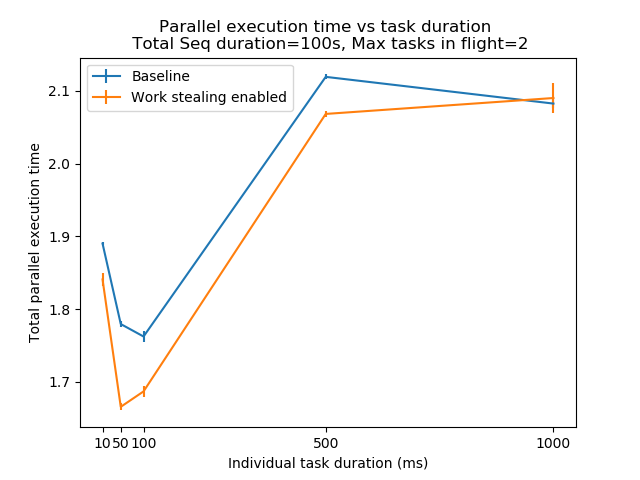 Parallel execution time vs task duration
Total Seq duration=100s, Max tasks in flight=2
Baseline
Work stealing enabled
Total parallel execution time
2.1
2.0
1.9
1.8
1.7
10 50 100 500 1000
Individual task duration (ms)